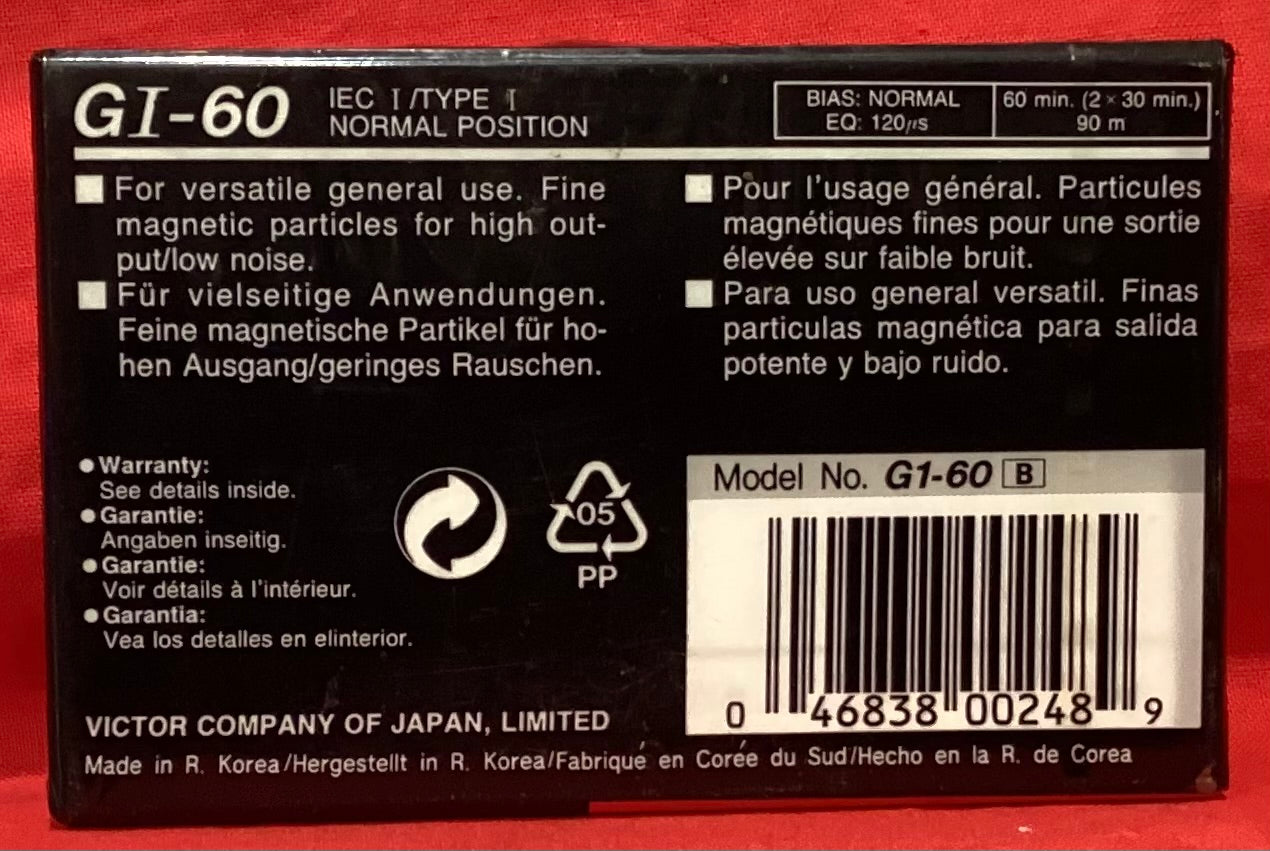 GI-60
IEC I/TYPE I
NORMAL POSITION
BIAS: NORMAL
EQ: 120µs
60 min. (2 × 30 min.)
90 m
For versatile general use. Fine
magnetic particles for high out-
put/low noise.
Für vielseitige Anwendungen.
Feine magnetische Partikel für ho-
hen Ausgang/geringes Rauschen.
Pour l'usage général. Particules
magnétiques fines pour une sortie
élevée sur faible bruit.
Para uso general versatil. Finas
particulas magnética para salida
potente y bajo ruido.
● Warranty:
See details inside.
● Garantie:
Angaben inseitig.
● Garantie:
Voir détails à l'intérieur.
● Garantia:
Vea los detalles en elinterior.
05
PP
Model No. G1-60 B
0 46838 00248 9
VICTOR COMPANY OF JAPAN, LIMITED
Made in R. Korea/Hergestellt in R. Korea/Fabriqué en Corée du Sud/Hecho en la R. de Corea